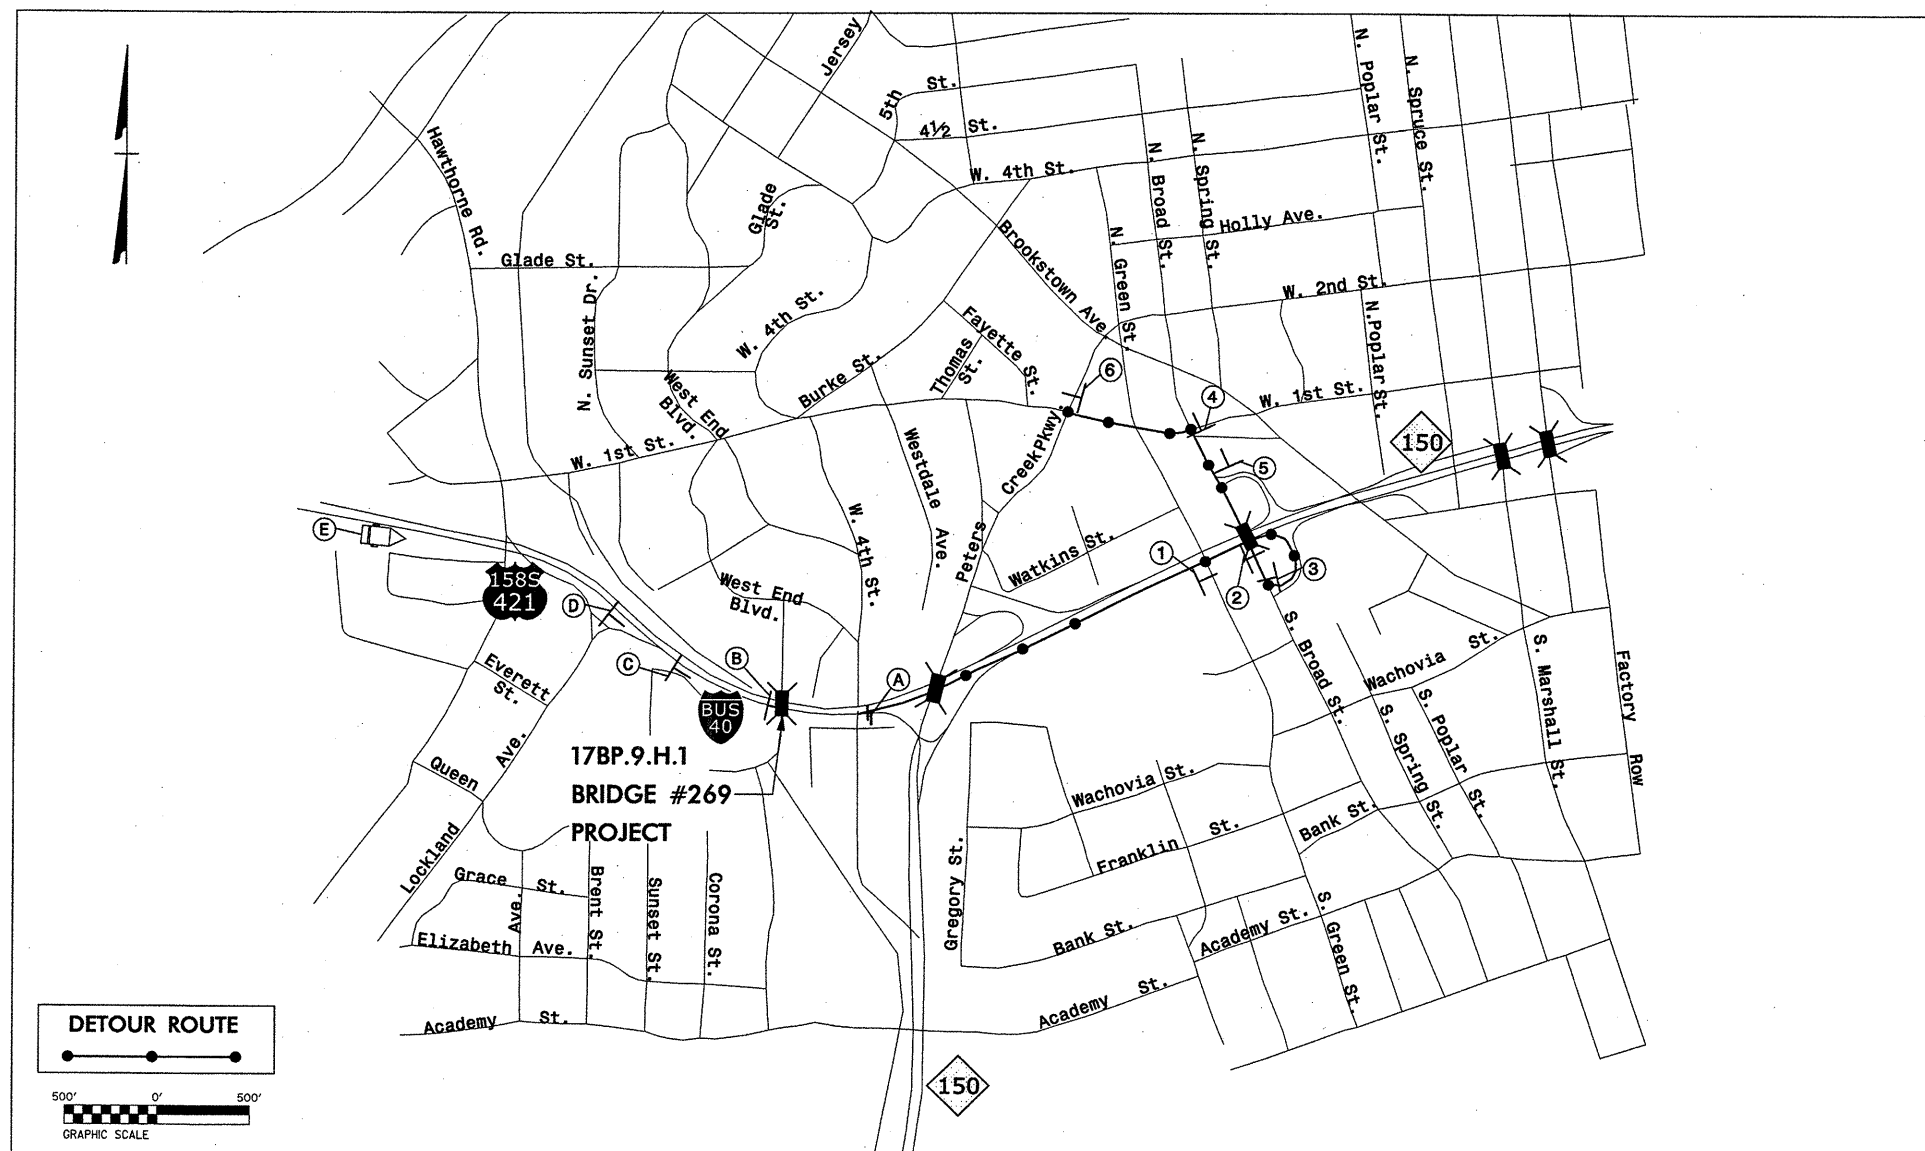 Jersey
5th
St.
4½ St.
N. Poplar St.
N. Spruce St.
Hawthorne Rd.
W. 4th St.
N. Broad St.
N. Spring St.
Glade
St.
Holly Ave.
Glade St.
Brookstown Ave.
N. Green St.
W. 2nd St.
N. Sunset Dr.
W. 4th St.
Fayette St.
Thomas
St.
N.Poplar St.
Burke St.
West End
Blvd.
6
4
W. 1st St.
W. 1st St.
Westdale Ave.
Peters Creek Pkwy.
5
150
W. 4th St.
E
Watkins St.
1
2
3
158S
421
D
West End
Blvd.
S. Broad St.
Wachovia St.
S. Marshall St.
Factory Row
Everett
St.
C
B
A
BUS
40
S. Spring St.
S. Poplar St.
17BP.9.H.1
BRIDGE #269
PROJECT
Queen
Lockland Ave.
Wachovia St.
Franklin St.
Bank St.
Gregory St.
Grace St.
Ave.
Brent St.
Sunset St.
Corona St.
Elizabeth Ave.
Bank St.
Academy St.
S. Green St.
Academy St.
Academy St.
150
DETOUR ROUTE
500' 0' 500'
GRAPHIC SCALE